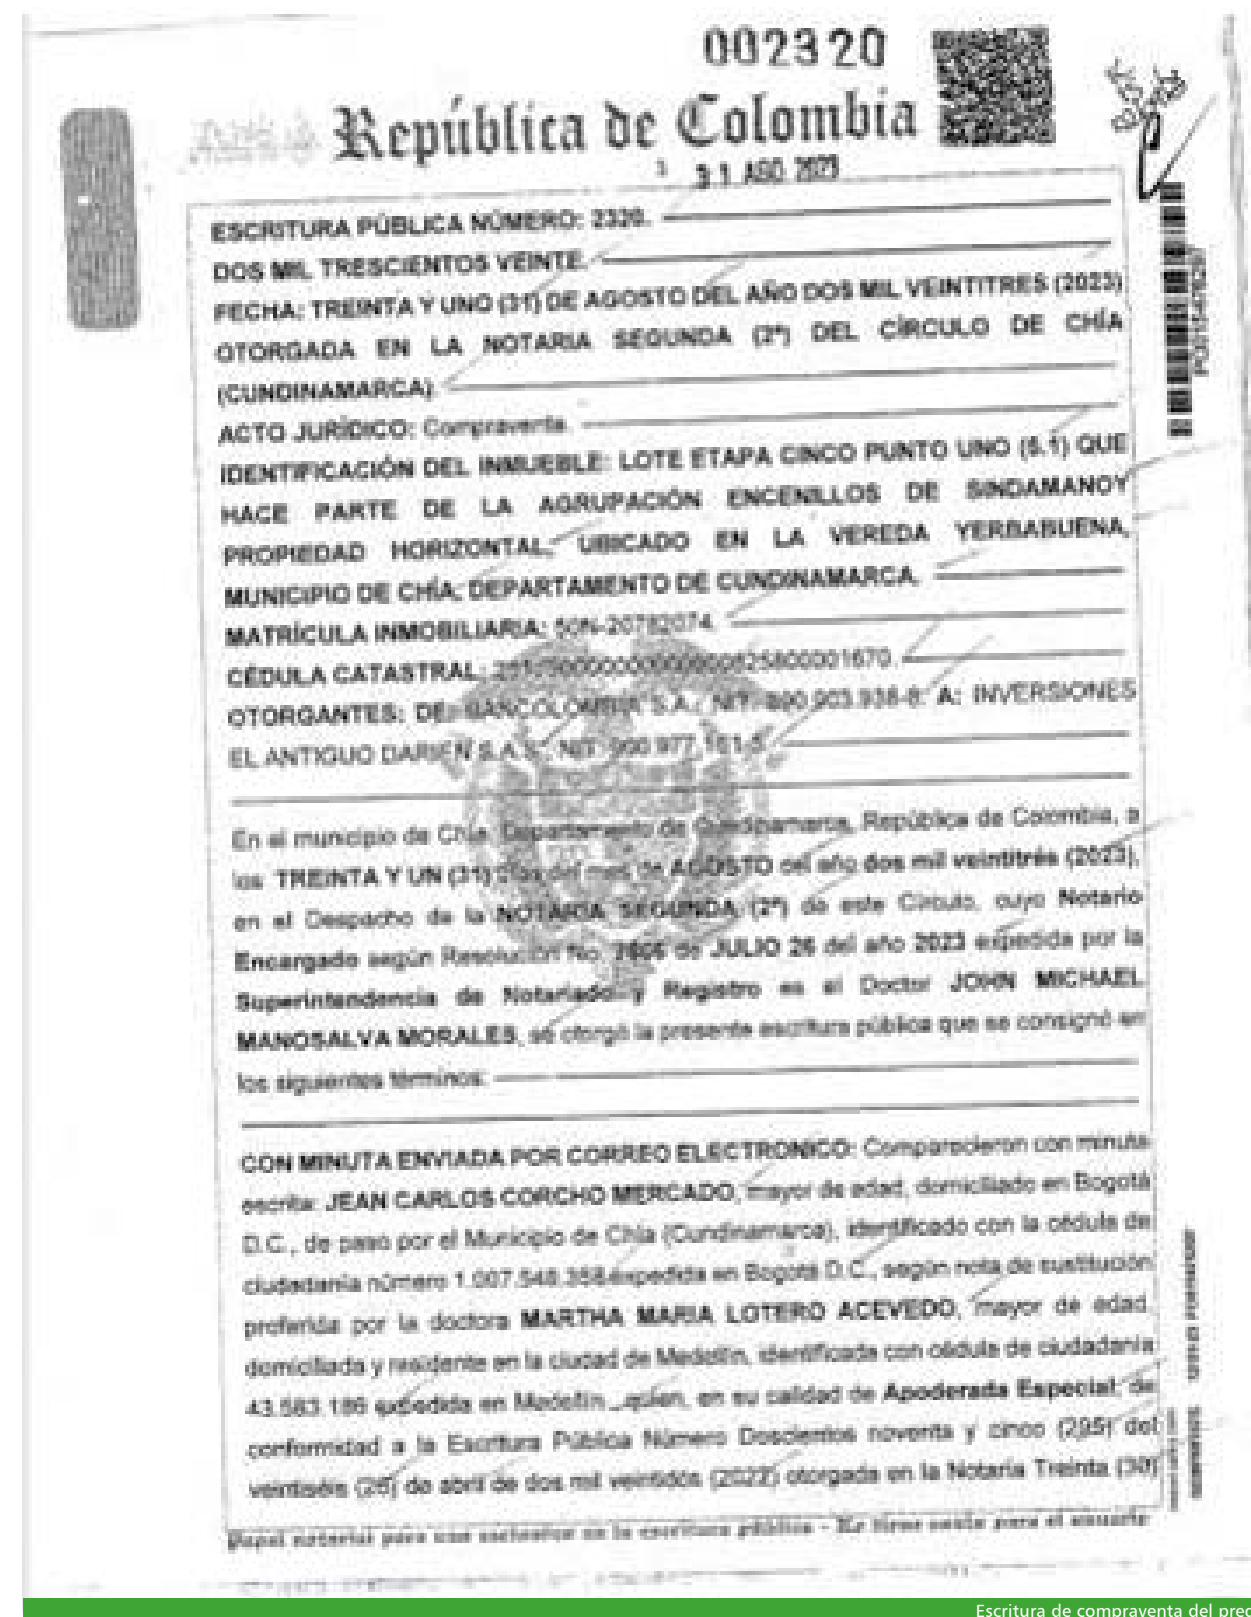 002320
República de Colombia
31 AGO 2023
ESCRITURA PÚBLICA NÚMERO: 2320.
DOS MIL TRESCIENTOS VEINTE.
FECHA: TREINTA Y UNO (31) DE AGOSTO DEL AÑO DOS MIL VEINTITRES (2023)
OTORGADA EN LA NOTARIA SEGUNDA (2ª) DEL CÍRCULO DE CHÍA
(CUNDINAMARCA).
ACTO JURÍDICO: Compraventa.
IDENTIFICACIÓN DEL INMUEBLE: LOTE ETAPA CINCO PUNTO UNO (5.1) QUE
HACE PARTE DE LA AGRUPACIÓN ENCENILLOS DE SINDAMANOY
PROPIEDAD HORIZONTAL, UBICADO EN LA VEREDA YERBABUENA,
MUNICIPIO DE CHÍA, DEPARTAMENTO DE CUNDINAMARCA.
MATRÍCULA INMOBILIARIA: 50N-20782074.
CÉDULA CATASTRAL:
OTORGANTES: DE: BANCOLOMBIA S.A.: NIT. 890.903.938-8. A: INVERSIONES
EL ANTIGUO DARIEN S.A.S. NIT.
En el municipio de Chía, Departamento de Cundinamarca, República de Colombia, a
los TREINTA Y UN (31) días del mes de AGOSTO del año dos mil veintitrés (2023),
en el Despacho de la NOTARIA SEGUNDA (2ª) de este Círculo, cuyo Notario
Encargado según Resolución No. de JULIO 26 del año 2023 expedida por la
Superintendencia de Notariado y Registro es el Doctor JOHN MICHAEL
MANOSALVA MORALES, se otorgó la presente escritura pública que se consignó en
los siguientes términos:
CON MINUTA ENVIADA POR CORREO ELECTRONICO: Comparecieron con minuta
escrita: JEAN CARLOS CORCHO MERCADO, mayor de edad, domiciliado en Bogotá
D.C., de paso por el Municipio de Chía (Cundinamarca), identificado con la cédula de
ciudadanía número expedida en Bogotá D.C., según nota de sustitución
proferida por la doctora MARTHA MARIA LOTERO ACEVEDO, mayor de edad,
domiciliada y residente en la ciudad de Medellín, identificada con cédula de ciudadanía
expedida en Medellín, quien, en su calidad de Apoderada Especial, de
conformidad a la Escritura Pública Número Doscientos noventa y cinco (295) del
veintiséis (26) de abril de dos mil veintidós (2022) otorgada en la Notaria Treinta (30)
Papel notarial para uso exclusivo en la escritura pública - No tiene costo para el usuario
Escritura de compraventa del pred